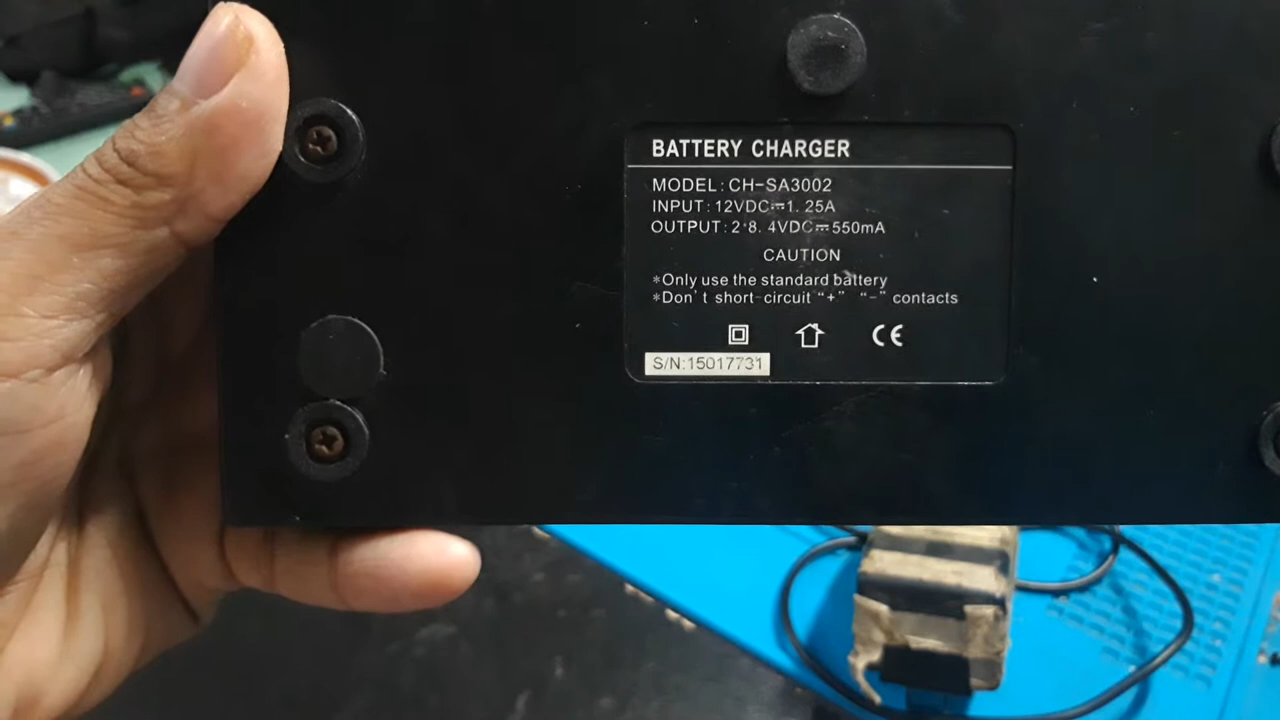 BATTERY CHARGER
MODEL: CH-SA3002
INPUT: 12VDC⎓1.25A
OUTPUT: 2*8.4VDC⎓550mA
CAUTION
*Only use the standard battery
*Don't short-circuit “+” “-” contacts
CE
S/N:15017731